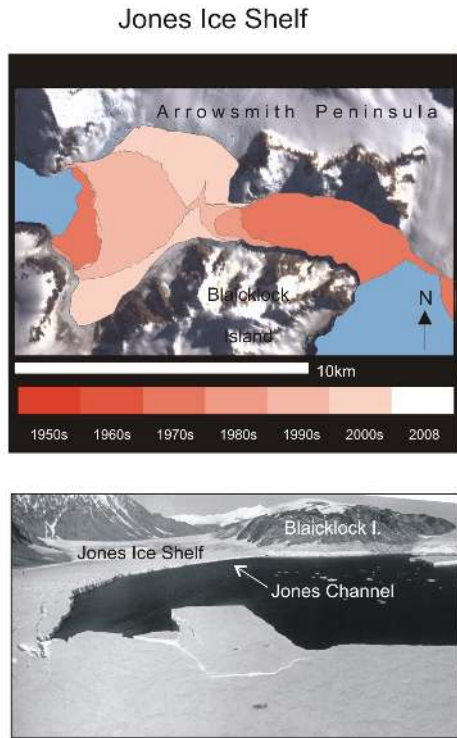 Jones Ice Shelf
Arrowsmith Peninsula
Blaicklock
Island
N
10km
1950s 1960s 1970s 1980s 1990s 2000s 2008
Blaicklock I.
Jones Ice Shelf
Jones Channel